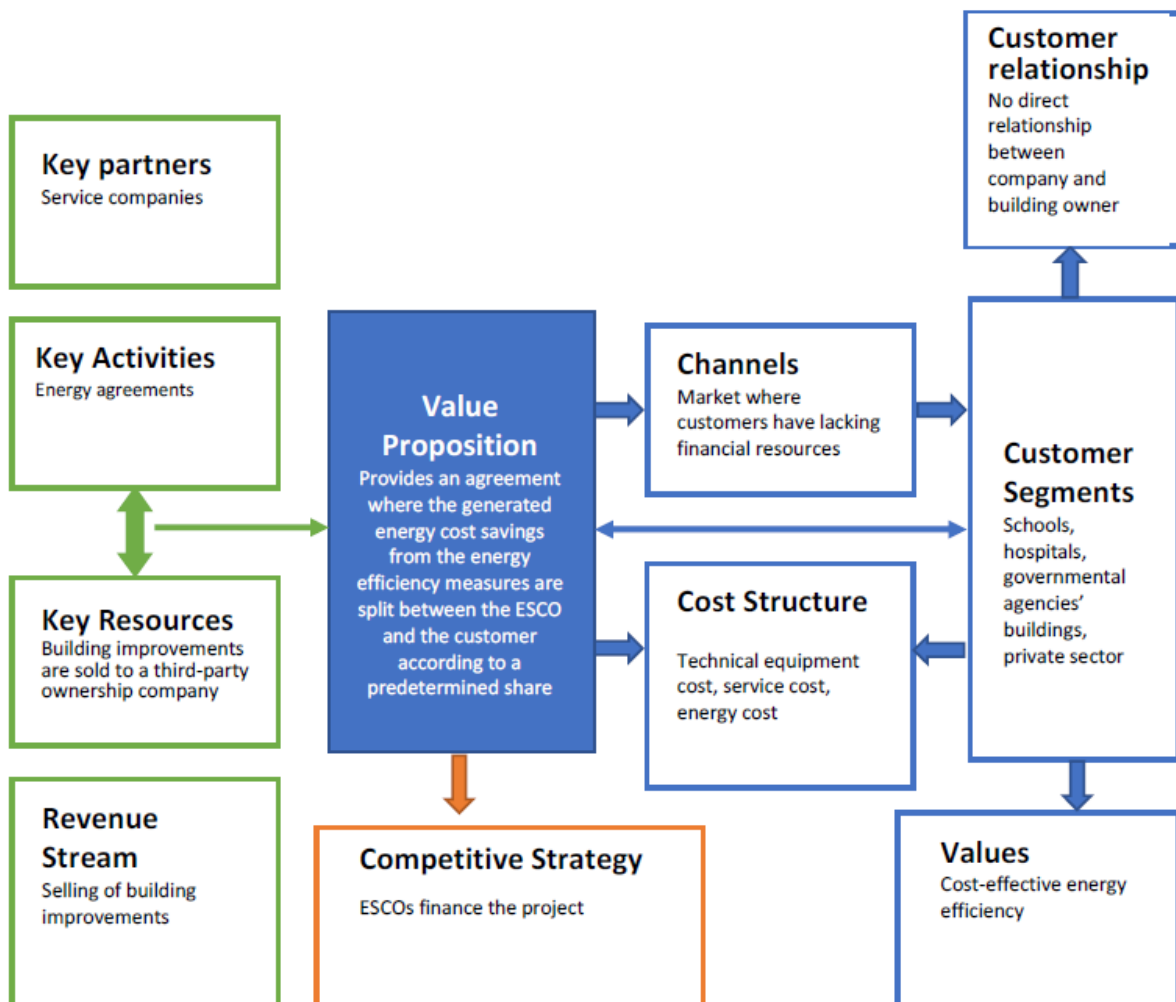 Key partners
Service companies
Key Activities
Energy agreements
Key Resources
Building improvements
are sold to a third-party
ownership company
Revenue
Stream
Selling of building
improvements
Value
Proposition
Provides an agreement
where the generated
energy cost savings
from the energy
efficiency measures are
split between the ESCO
and the customer
according to a
predetermined share
Competitive Strategy
ESCOs finance the project
Channels
Market where
customers have lacking
financial resources
Cost Structure
Technical equipment
cost, service cost,
energy cost
Customer
relationship
No direct
relationship
between
company and
building owner
Customer
Segments
Schools,
hospitals,
governmental
agencies’
buildings,
private sector
Values
Cost-effective energy
efficiency